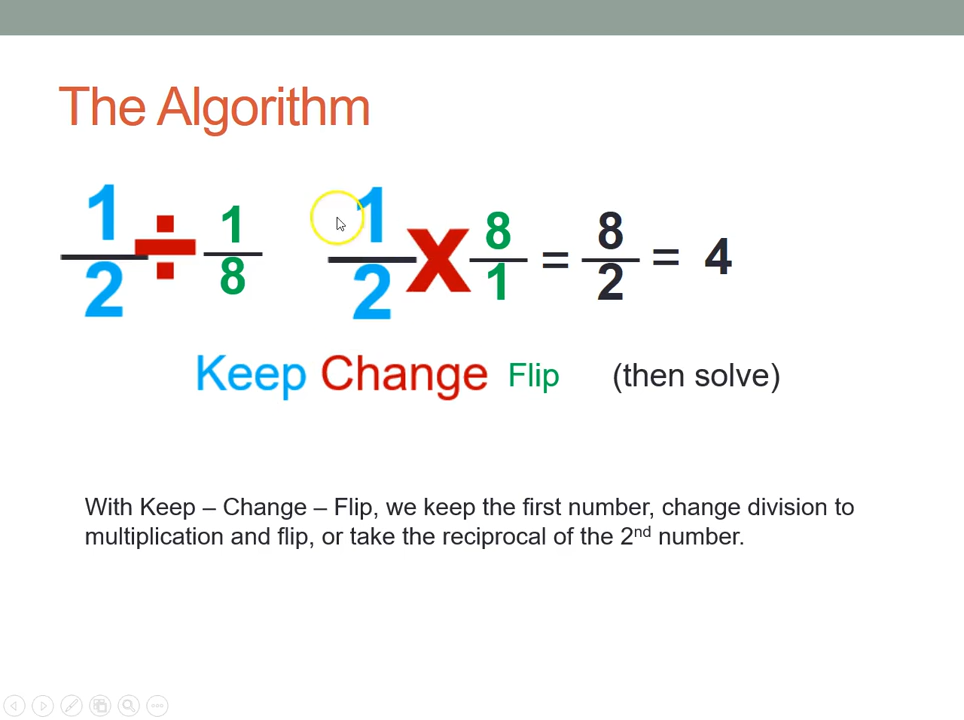 The Algorithm
1/2 ÷ 1/8 1/2 x 8/1 = 8/2 = 4
Keep Change Flip (then solve)
With Keep – Change – Flip, we keep the first number, change division to
multiplication and flip, or take the reciprocal of the 2nd number.